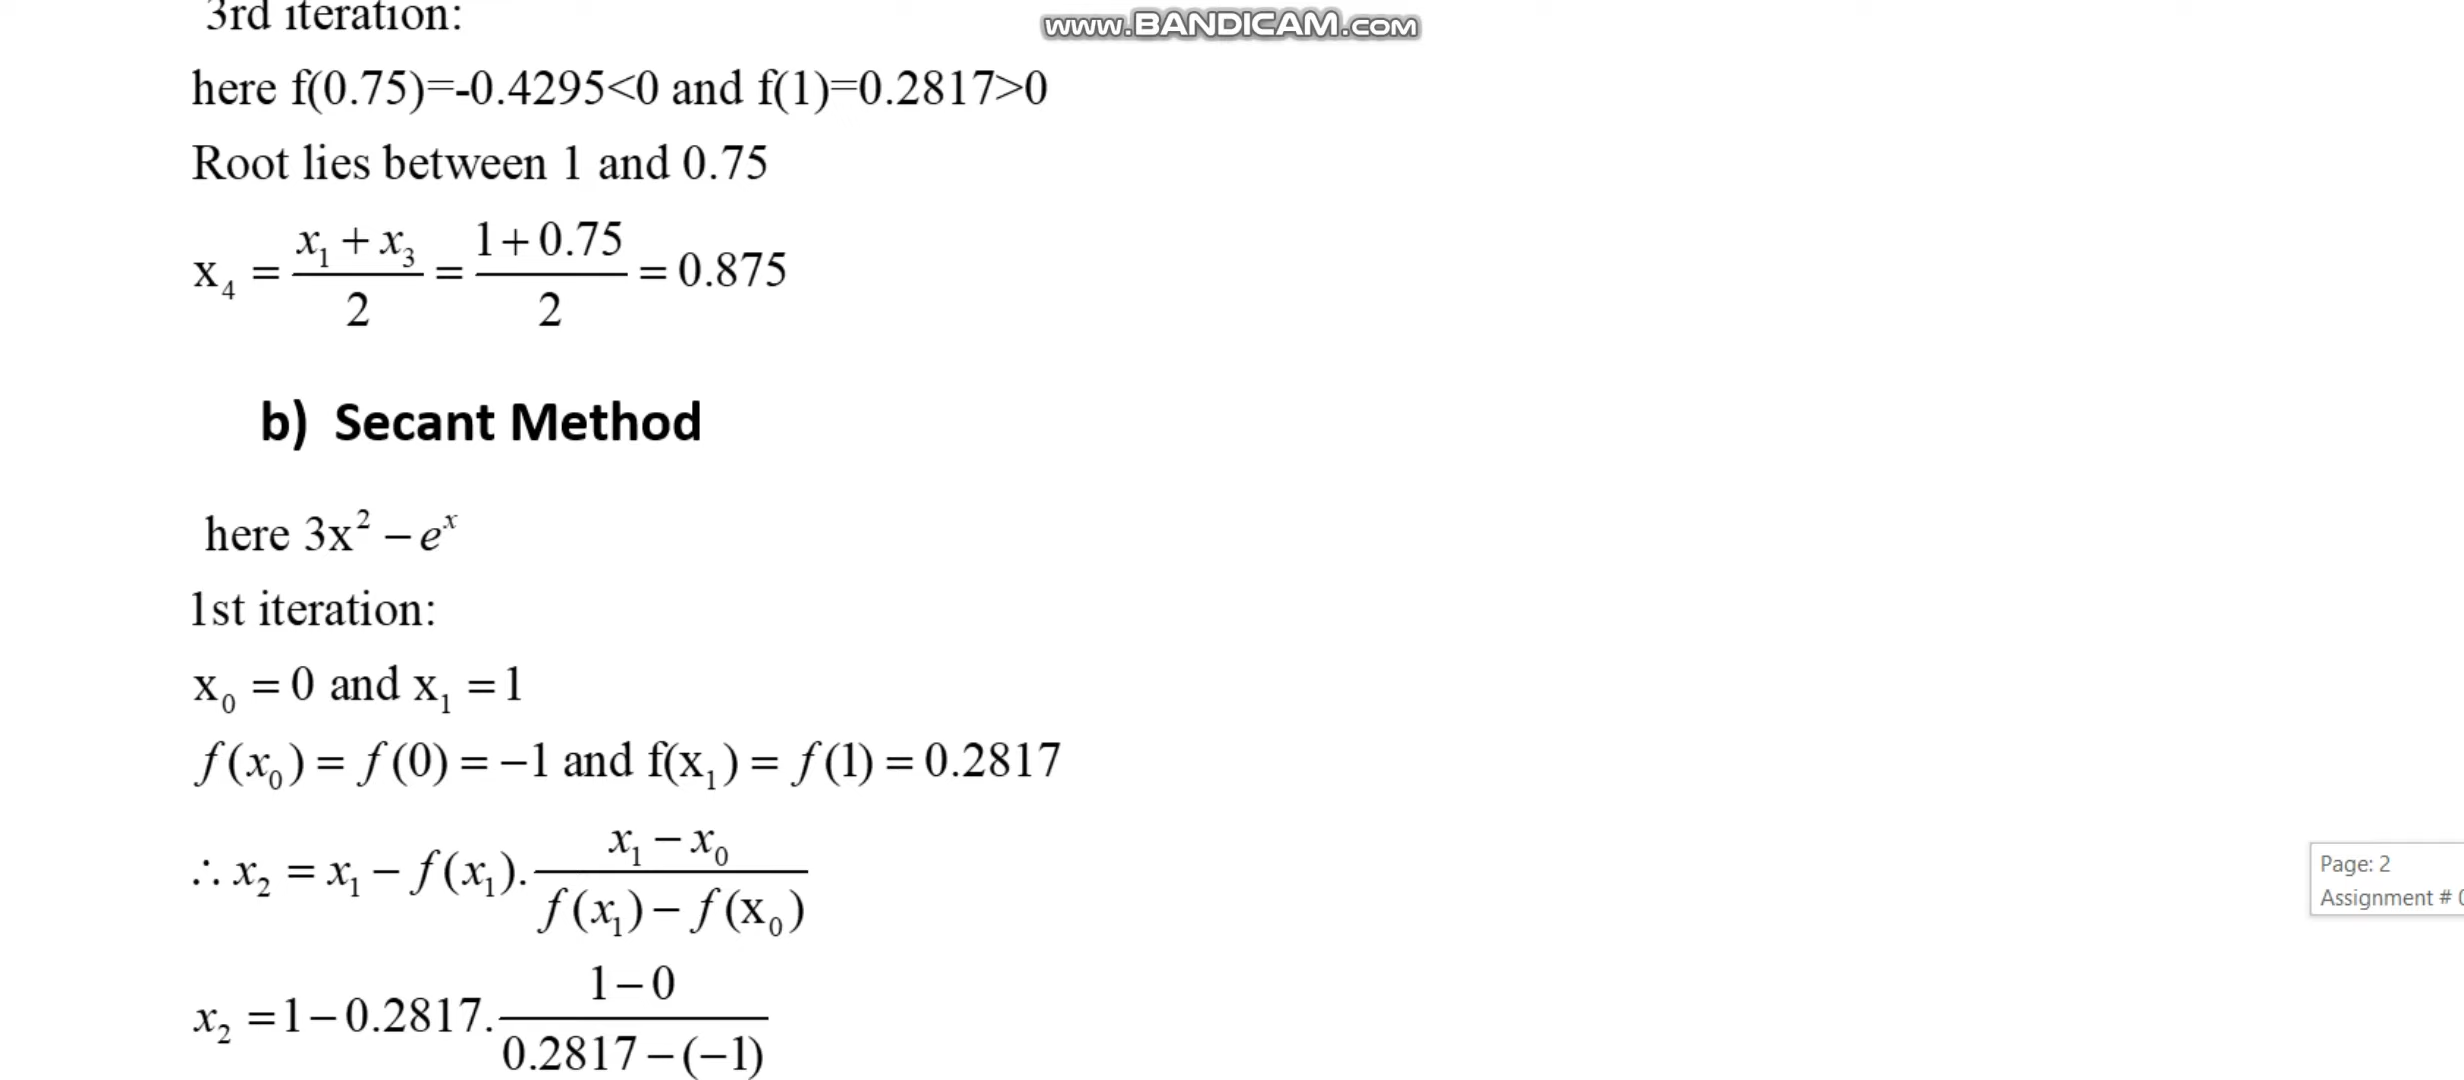 3rd iteration:
www.BANDICAM.com
here f(0.75)=-0.4295<0 and f(1)=0.2817>0
Root lies between 1 and 0.75
x₄ = (x₁ + x₃)/2 = (1 + 0.75)/2 = 0.875
b) Secant Method
here 3x² − eˣ
1st iteration:
x₀ = 0 and x₁ = 1
f(x₀) = f(0) = −1 and f(x₁) = f(1) = 0.2817
∴ x₂ = x₁ − f(x₁). (x₁ − x₀)/(f(x₁) − f(x₀))
x₂ = 1 − 0.2817. (1 − 0)/(0.2817 − (−1))
Page: 2
Assignment #